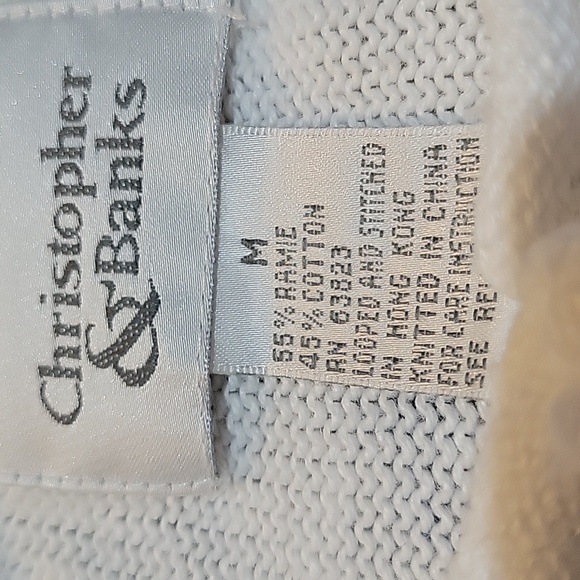 Christopher
& Banks
M
55% RAMIE
45% COTTON
RN 63823
LOOPED AND STITCHED
IN HONG KONG
KNITTED IN CHINA
FOR CARE INSTRUCTION
SEE RE